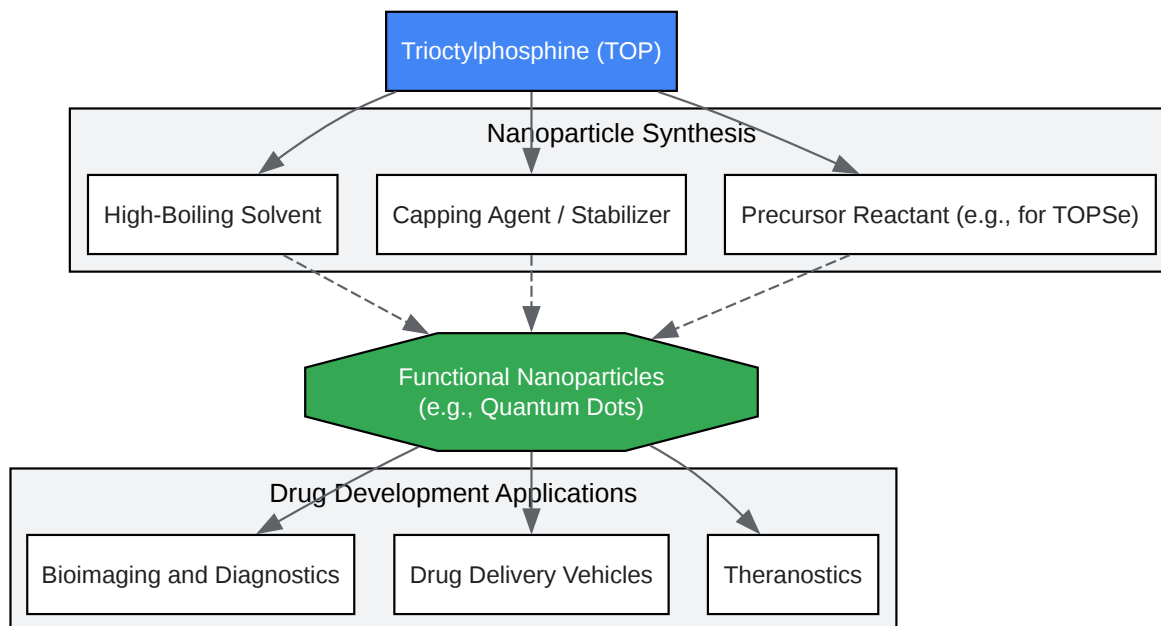 Trioctylphosphine (TOP)
Nanoparticle Synthesis
High-Boiling Solvent
Capping Agent / Stabilizer
Precursor Reactant (e.g., for TOPSe)
Functional Nanoparticles
(e.g., Quantum Dots)
Drug Development Applications
Bioimaging and Diagnostics
Drug Delivery Vehicles
Theranostics